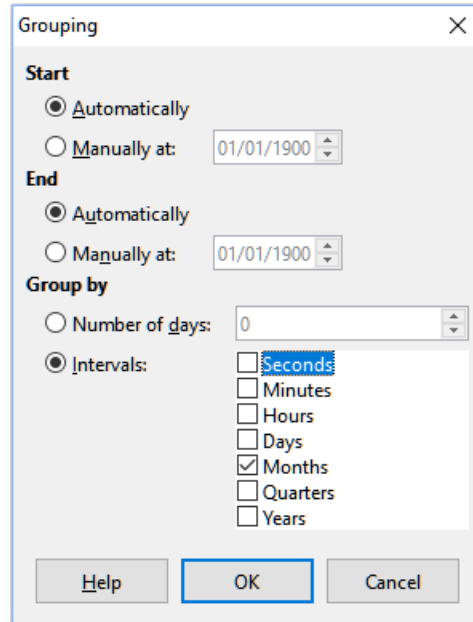 Grouping
Start
Automatically
Manually at: 01/01/1900
End
Automatically
Manually at: 01/01/1900
Group by
Number of days: 0
Intervals: Seconds
Minutes
Hours
Days
Months
Quarters
Years
Help OK Cancel